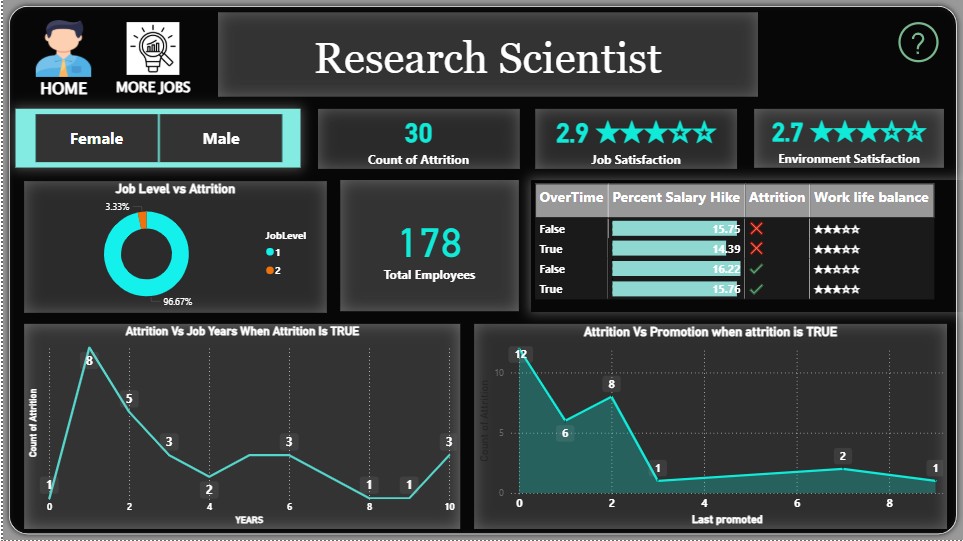 Research Scientist
?
HOME
MORE JOBS
Female
Male
30
Count of Attrition
2.9 ★★★☆☆
Job Satisfaction
2.7 ★★★☆☆
Environment Satisfaction
Job Level vs Attrition
3.33%
96.67%
JobLevel
1
2
178
Total Employees
OverTime Percent Salary Hike Attrition Work life balance
False 15.75 ★★★☆☆
True 14.39 ★★★☆☆
False 16.22 ★★★☆☆
True 15.76 ★★★☆☆
Attrition Vs Job Years When Attrition Is TRUE
Count of Attrition
1
8
5
3
2
3
1
1
3
0 2 4 6 8 10
YEARS
Attrition Vs Promotion when attrition is TRUE
Count of Attrition
10
5
0
12
6
8
1
2
1
0 2 4 6 8
Last promoted